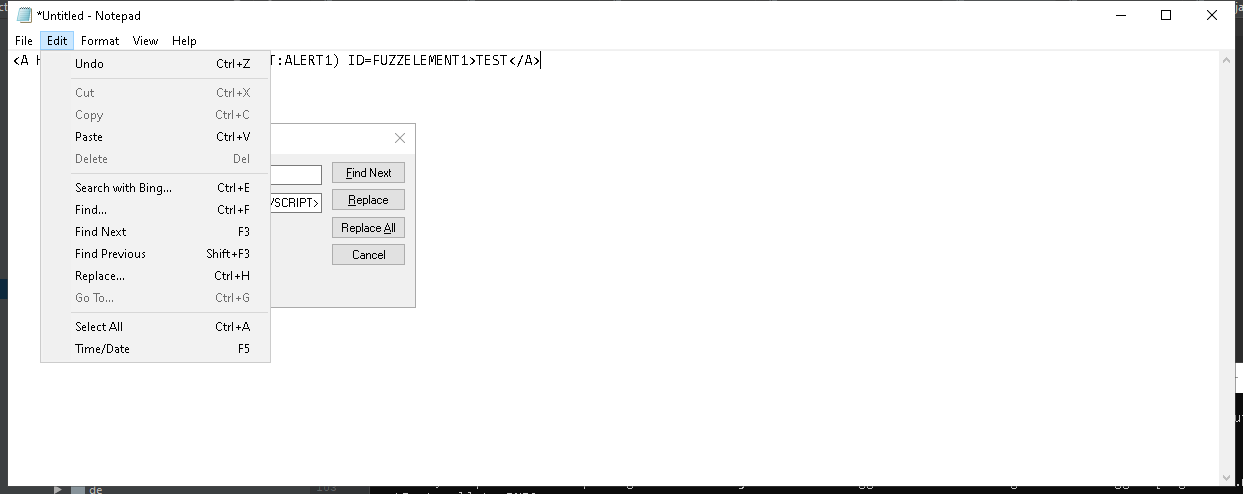 *Untitled - Notepad
File Edit Format View Help
<A H T:ALERT1) ID=FUZZELEMENT1>TEST</A>
Undo Ctrl+Z
Cut Ctrl+X
Copy Ctrl+C
Paste Ctrl+V
Delete Del
Search with Bing... Ctrl+E
Find... Ctrl+F
Find Next F3
Find Previous Shift+F3
Replace... Ctrl+H
Go To... Ctrl+G
Select All Ctrl+A
Time/Date F5
Find Next
/SCRIPT> Replace
Replace All
Cancel
de